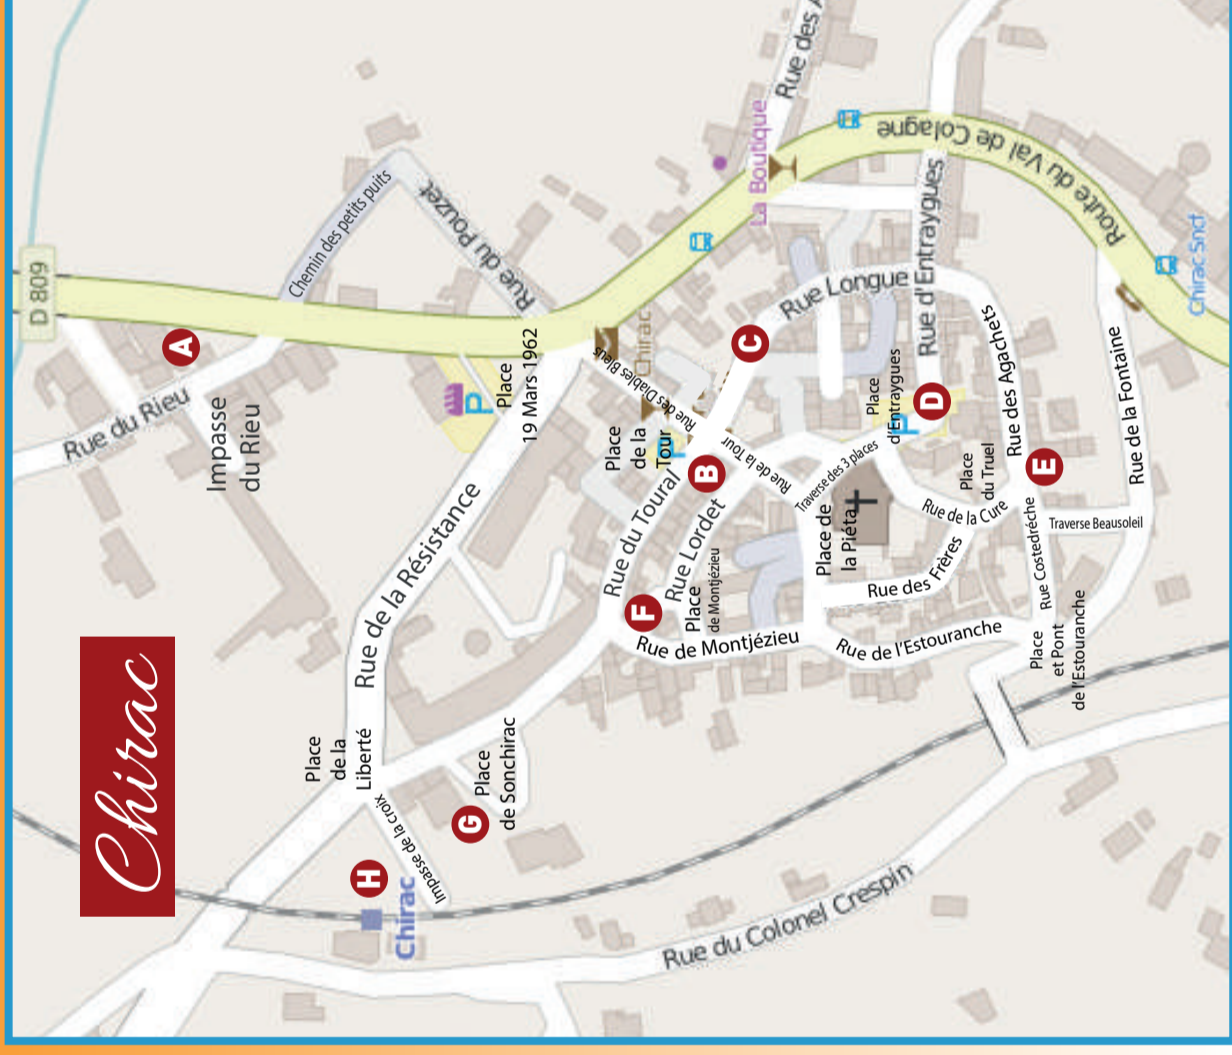 Chirac
D 809
A
Rue du Rieu
Impasse
du Rieu
Chemin des petits puits
Rue du Pouzet
P
Place
19 Mars 1962
Rue de la Résistance
Place
de la
Liberté
Impasse de la croix
H
Chirac
G
Place
de Sonchirac
Rue du Colonel Crespin
Chirac
Rue des Diables Bleus
Place
de la
Tour
P
Rue de la Tour
B
Rue du Toural
Rue Lordet
F
Place
de Montjézieu
Rue de Montjézieu
C
Rue Longue
La Boutique
Rue des A
Route du Val de Colagne
Rue d'Entraygues
Place
d'Entraygues
P
D
Traverse des 3 places
Place de
la Piéta
Rue de la Cure
Rue des Frères
Rue de l'Estouranche
Place
du Truel
Rue des Agachets
E
Rue Costedrèche
Traverse Beausoleil
Rue de la Fontaine
Place
et Pont
de l'Estouranche
Chirac Sncf